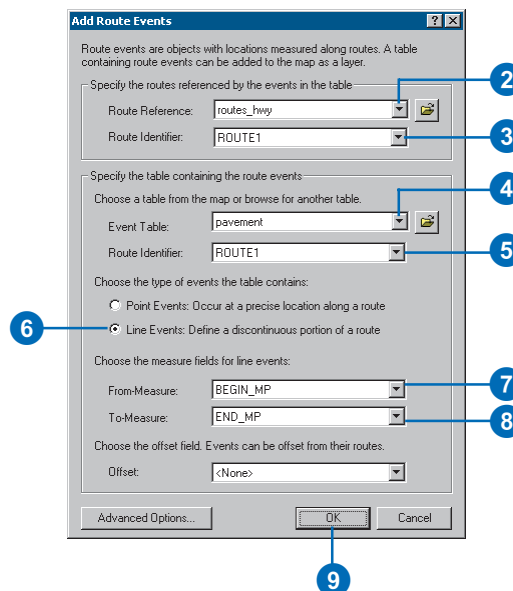 Add Route Events
Route events are objects with locations measured along routes. A table
containing route events can be added to the map as a layer.
Specify the routes referenced by the events in the table
Route Reference: routes_hwy 2
Route Identifier: ROUTE1 3
Specify the table containing the route events
Choose a table from the map or browse for another table. 4
Event Table: pavement
Route Identifier: ROUTE1 5
Choose the type of events the table contains:
Point Events: Occur at a precise location along a route
6 Line Events: Define a discontinuous portion of a route
Choose the measure fields for line events:
From-Measure: BEGIN_MP 7
To-Measure: END_MP 8
Choose the offset field. Events can be offset from their routes.
Offset: <None>
Advanced Options... OK Cancel
9